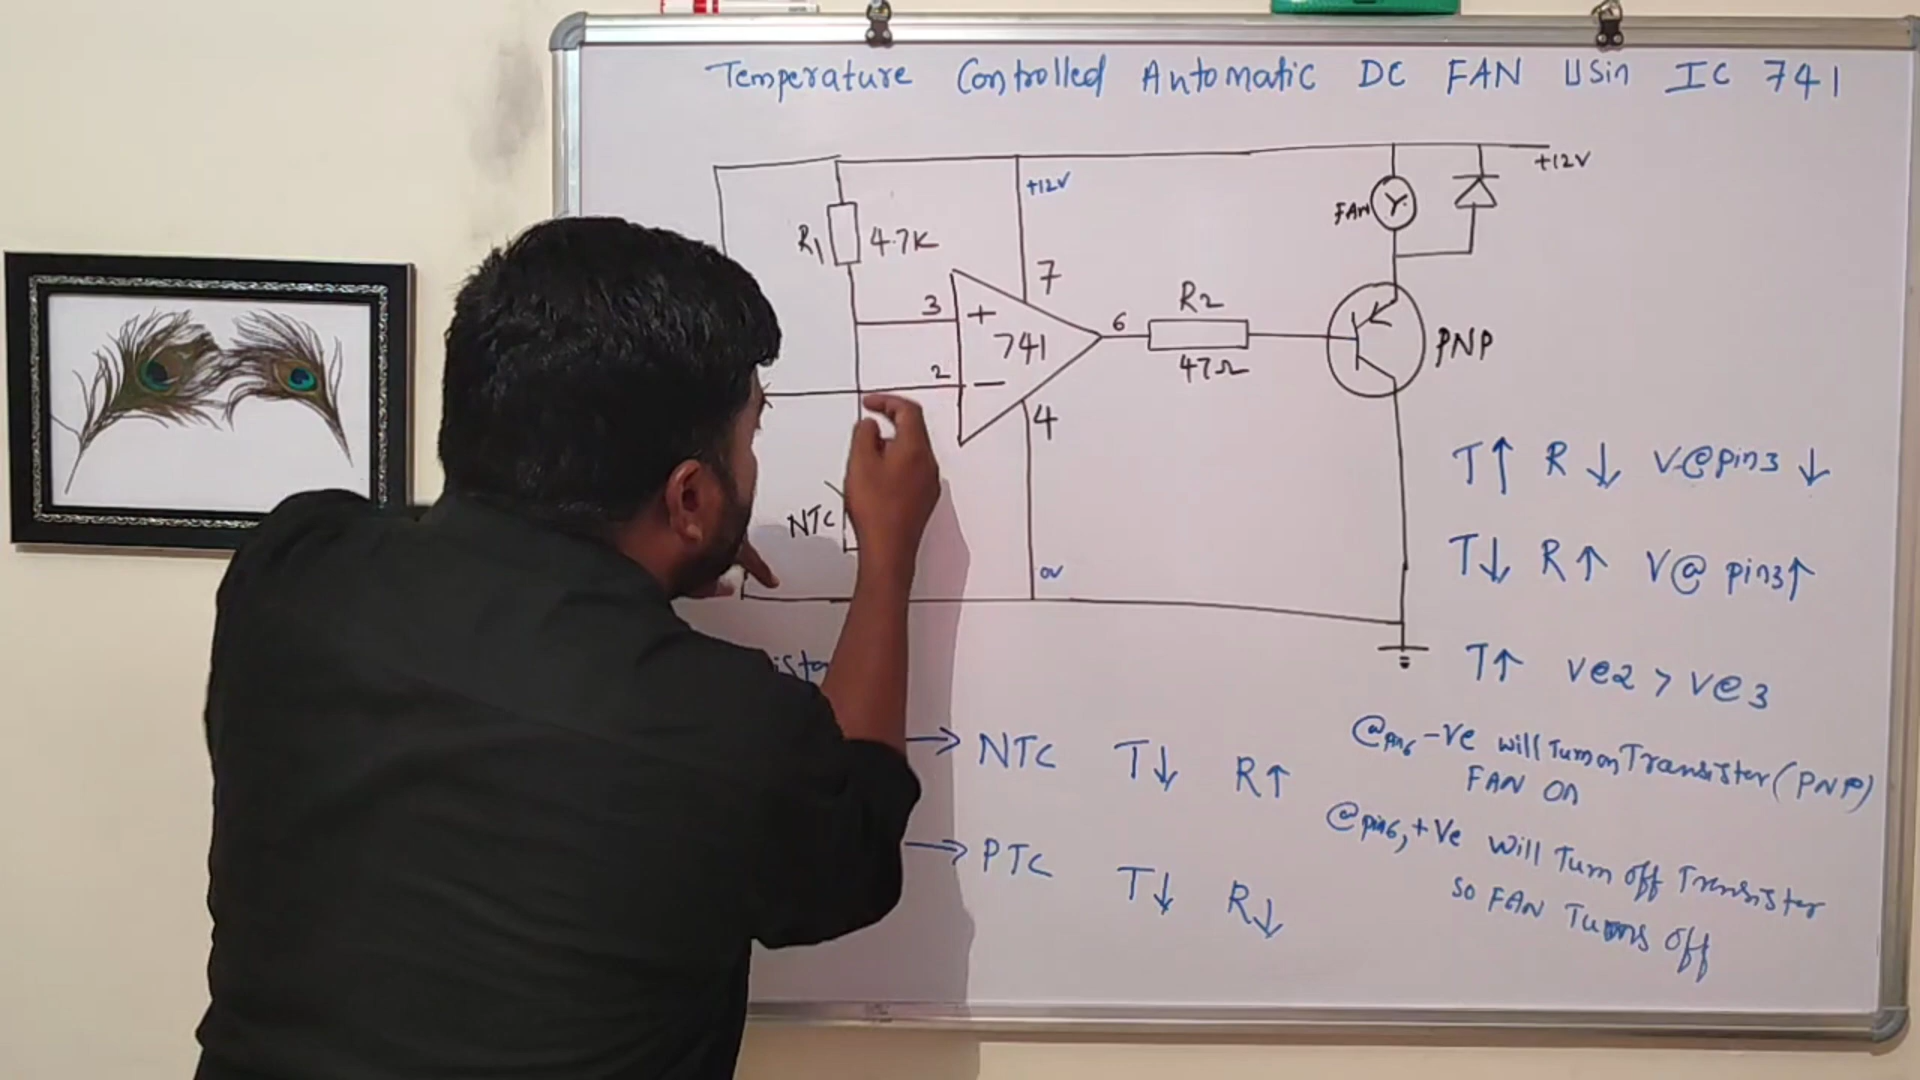 Temperature Controlled Automatic DC FAN Usin IC 741
+12V
+12V
FAN
R1 4.7K
7
3
+
741
6
R2
47Ω
PNP
2
−
4
NTC
0V
T↑ R↓ V@pin3↓
T↓ R↑ V@ pin3↑
T↑ V@2 > V@3
NTC T↓ R↑
PTC T↓ R↓
@pin6 -ve will Turn on Transistor (PNP)
FAN On
@pin6, +Ve will Turn off Transistor
so FAN Turns off